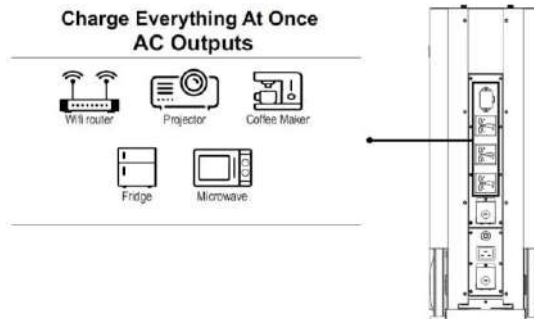 Charge Everything At Once
AC Outputs
Wifi router
Projector
Coffee Maker
Fridge
Microwave